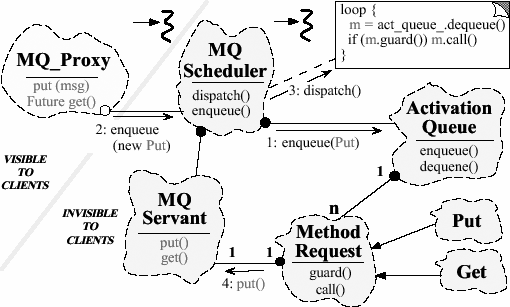 loop {
m = act_queue_.dequeue()
if (m.guard()) m.call()
}
MQ_Proxy
put (msg)
Future get()
MQ
Scheduler
dispatch()
enqueue()
3: dispatch()
2: enqueue
(new Put)
1: enqueue(Put)
Activation
Queue
enqueue()
dequene()
VISIBLE
TO
CLIENTS
INVISIBLE
TO
CLIENTS
MQ
Servant
put()
get()
1
n
1
1
4: put()
Method
Request
guard()
call()
Put
Get